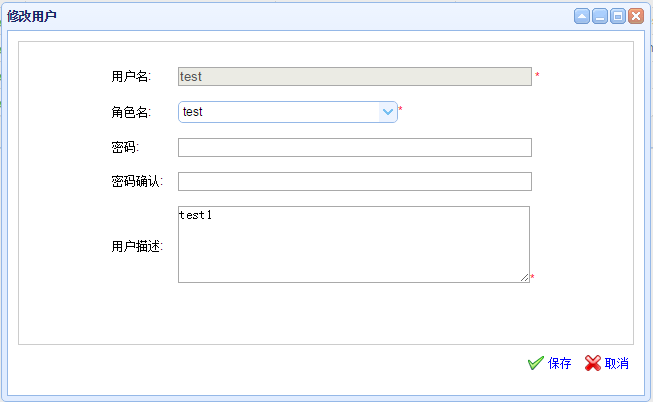 修改用户
用户名: test *
角色名: test *
密码:
密码确认:
用户描述: test1 *
保存 取消